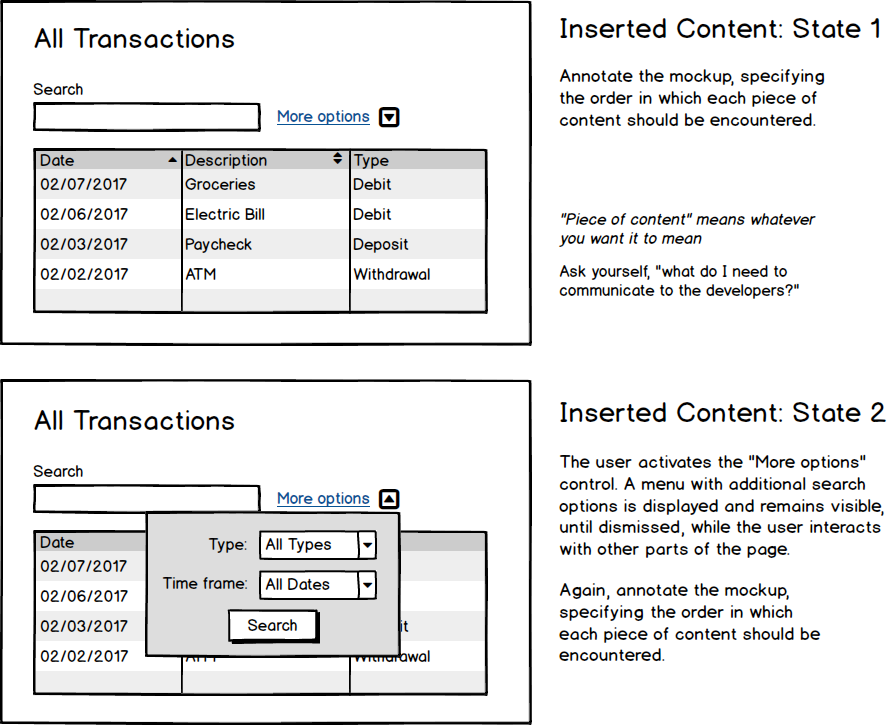 All Transactions
Search
More options
Date Description Type
02/07/2017 Groceries Debit
02/06/2017 Electric Bill Debit
02/03/2017 Paycheck Deposit
02/02/2017 ATM Withdrawal
Inserted Content: State 1
Annotate the mockup, specifying
the order in which each piece of
content should be encountered.
"Piece of content" means whatever
you want it to mean
Ask yourself, "what do I need to
communicate to the developers?"
All Transactions
Search
More options
Date
02/07/2017
02/06/2017
02/03/2017
02/02/2017
Type: All Types
Time frame: All Dates
Search
Inserted Content: State 2
The user activates the "More options"
control. A menu with additional search
options is displayed and remains visible,
until dismissed, while the user interacts
with other parts of the page.
Again, annotate the mockup,
specifying the order in which
each piece of content should be
encountered.